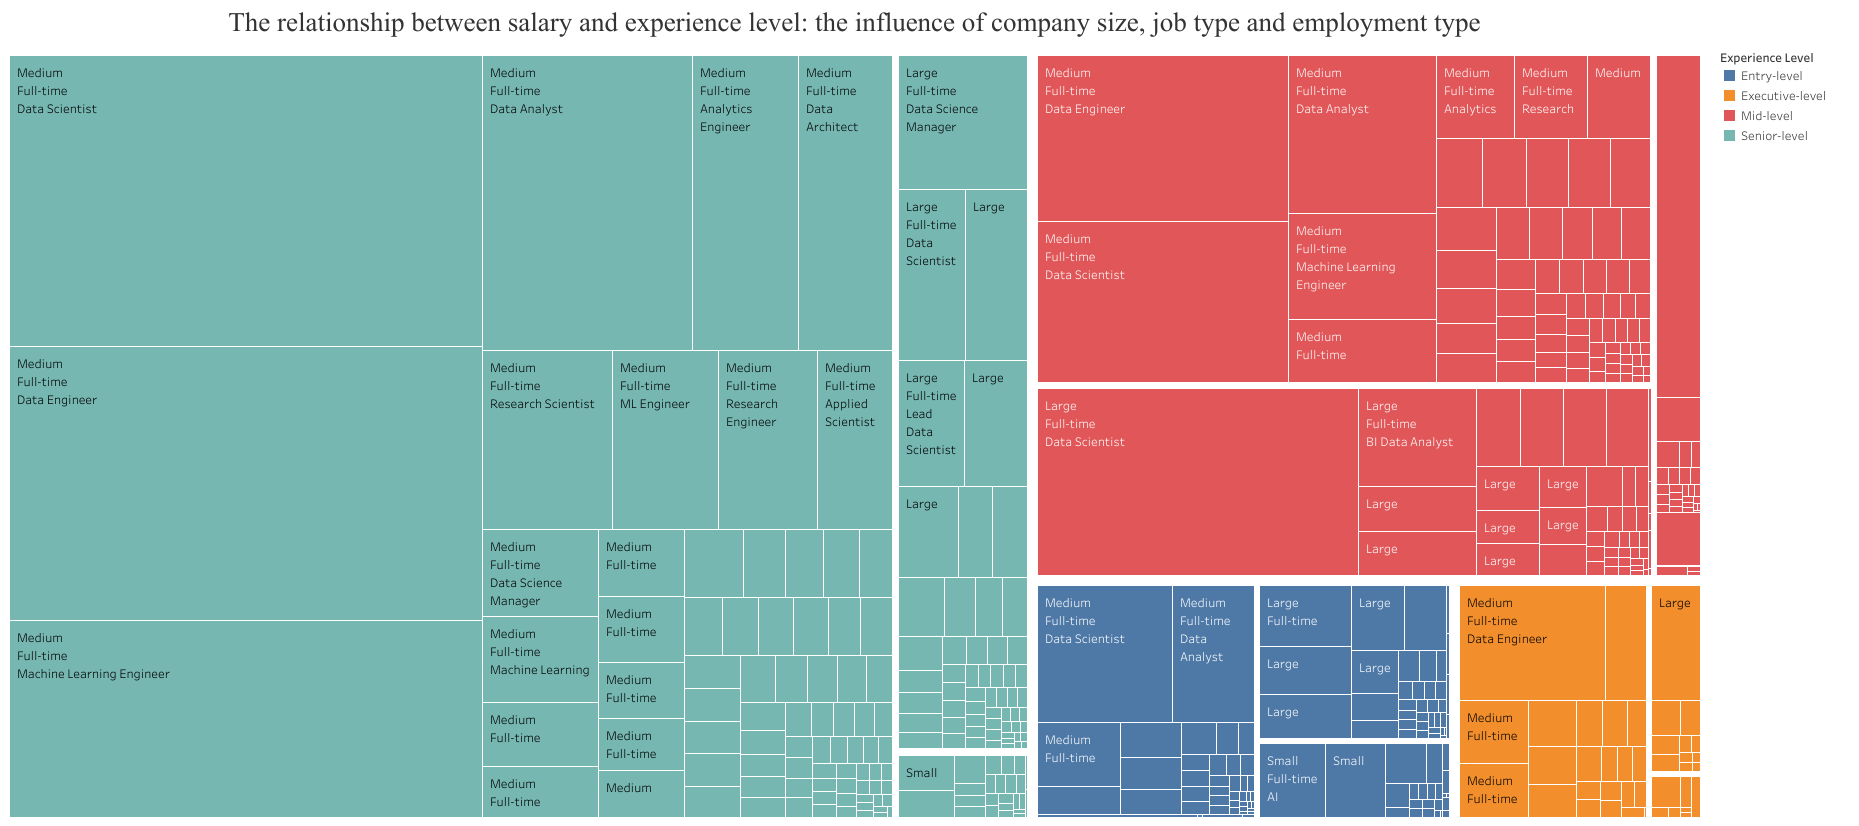 The relationship between salary and experience level: the influence of company size, job type and employment type
Medium
Full-time
Data Scientist
Medium
Full-time
Data Engineer
Medium
Full-time
Machine Learning Engineer
Medium
Full-time
Data Analyst
Medium
Full-time
Analytics
Engineer
Medium
Full-time
Data
Architect
Medium
Full-time
Research Scientist
Medium
Full-time
ML Engineer
Medium
Full-time
Research
Engineer
Medium
Full-time
Applied
Scientist
Medium
Full-time
Data Science
Manager
Medium
Full-time
Machine Learning
Medium
Full-time
Medium
Full-time
Medium
Full-time
Medium
Full-time
Medium
Full-time
Medium
Full-time
Medium
Large
Full-time
Data Science
Manager
Large
Full-time
Data
Scientist
Large
Large
Full-time
Lead
Data
Scientist
Large
Large
Small
Medium
Full-time
Data Engineer
Medium
Full-time
Data Scientist
Medium
Full-time
Data Analyst
Medium
Full-time
Machine Learning
Engineer
Medium
Full-time
Medium
Full-time
Analytics
Medium
Full-time
Research
Medium
Large
Full-time
Data Scientist
Large
Full-time
BI Data Analyst
Large
Large
Large
Large
Large
Large
Large
Medium
Full-time
Data Scientist
Medium
Full-time
Data
Analyst
Medium
Full-time
Large
Full-time
Large
Large
Large
Large
Small
Full-time
AI
Small
Medium
Full-time
Data Engineer
Medium
Full-time
Medium
Full-time
Large
Experience Level
Entry-level
Executive-level
Mid-level
Senior-level